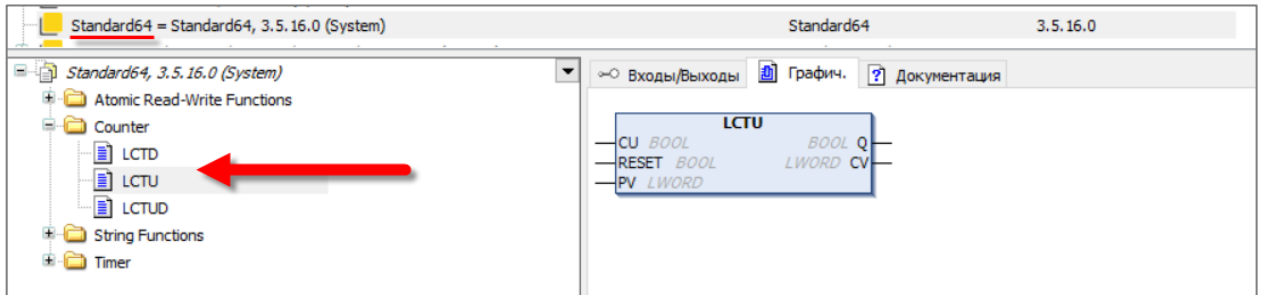 Standard64 = Standard64, 3.5.16.0 (System) Standard64 3.5.16.0
Standard64, 3.5.16.0 (System)
Atomic Read-Write Functions
Counter
LCTD
LCTU
LCTUD
String Functions
Timer
Входы/Выходы Графич. Документация
LCTU
CU BOOL BOOL Q
RESET BOOL LWORD CV
PV LWORD